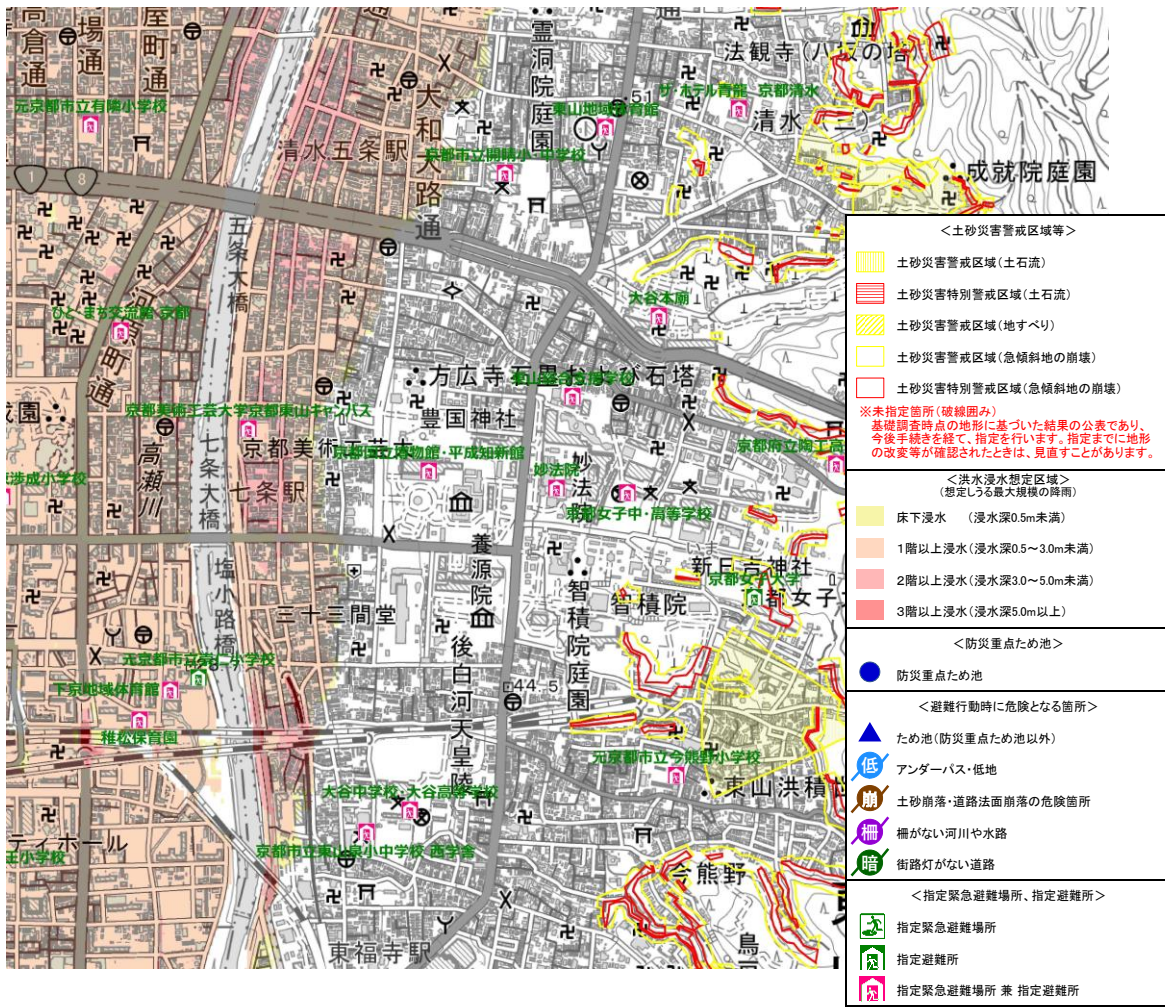 高倉通
場通
屋町通
元京都市立有隣小学校
清水五条駅
大和大路通
霊洞院庭園
京都市立開晴小・中学校
東山地域体育館
51
法観寺(八坂の塔)
ザ・ホテル青龍 京都清水
清水(二)
成就院庭園
1
8
五条大橋
河原町通
ひと・まち交流館 京都
大谷本廟
方広寺石塁および石塔
豊国神社
京都美術工芸大学京都東山キャンパス
京都美術工芸大
京都国立博物館・平成知新館
七条大橋
七条駅
高瀬川
成園
妙法院
妙法院
京都女子中・高等学校
養源院
新日吉神社
京都女子大学
智積院
智積院庭園
三十三間堂
塩小路橋
後白河天皇陵
44.5
下京地域体育館
稚松保育園
元京都市立今熊野小学校
大谷中学校・大谷高等学校
京都市立東山泉小中学校 西学舎
ティホール
今熊野
東福寺駅
鳥
<土砂災害警戒区域等>
土砂災害警戒区域(土石流)
土砂災害特別警戒区域(土石流)
土砂災害警戒区域(地すべり)
土砂災害警戒区域(急傾斜地の崩壊)
土砂災害特別警戒区域(急傾斜地の崩壊)
※未指定箇所(破線囲み)
基礎調査時点の地形に基づいた結果の公表であり、
今後手続きを経て、指定を行います。指定までに地形
の改変等が確認されたときは、見直すことがあります。
<洪水浸水想定区域>
(想定しうる最大規模の降雨)
床下浸水 (浸水深0.5m未満)
1階以上浸水(浸水深0.5~3.0m未満)
2階以上浸水(浸水深3.0~5.0m未満)
3階以上浸水(浸水深5.0m以上)
<防災重点ため池>
防災重点ため池
<避難行動時に危険となる箇所>
ため池(防災重点ため池以外)
低 アンダーパス・低地
崩 土砂崩落・道路法面崩落の危険箇所
柵 柵がない河川や水路
暗 街路灯がない道路
<指定緊急避難場所、指定避難所>
指定緊急避難場所
指定避難所
指定緊急避難場所 兼 指定避難所